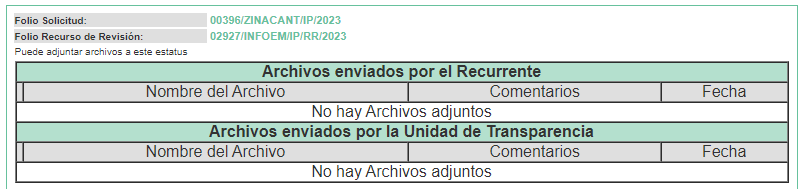 Folio Solicitud: 00396/ZINACANT/IP/2023
Folio Recurso de Revisión: 02927/INFOEM/IP/RR/2023
Puede adjuntar archivos a este estatus
Archivos enviados por el Recurrente
Nombre del Archivo Comentarios Fecha
No hay Archivos adjuntos
Archivos enviados por la Unidad de Transparencia
Nombre del Archivo Comentarios Fecha
No hay Archivos adjuntos